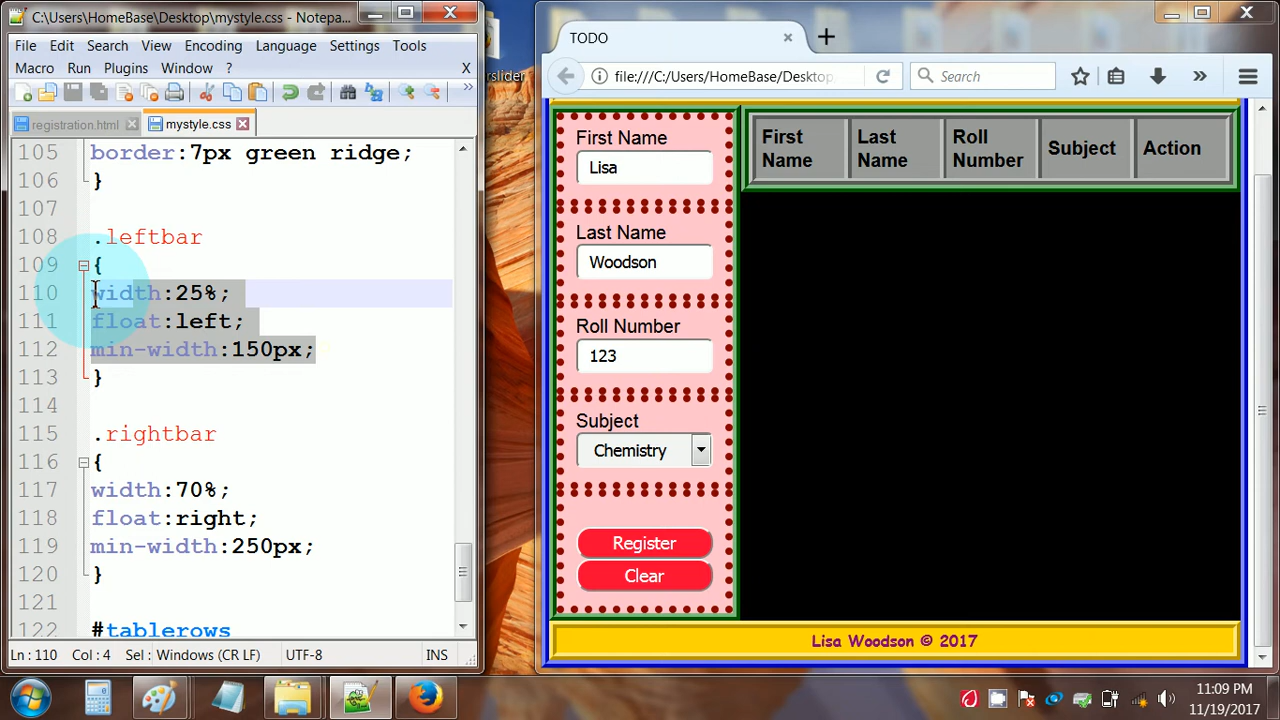 C:\Users\HomeBase\Desktop\mystyle.css - Notepa...
File Edit Search View Encoding Language Settings Tools
Macro Run Plugins Window ? X
registration.html mystyle.css
105 border:7px green ridge;
106 }
107
108 .leftbar
109 {
110 width:25%;
111 float:left;
112 min-width:150px;
113 }
114
115 .rightbar
116 {
117 width:70%;
118 float:right;
119 min-width:250px;
120 }
121
122 #tablerows
Ln : 110 Col : 4 Sel : Windows (CR LF) UTF-8 INS
rslider
TODO
file:///C:/Users/HomeBase/Desktop
Search
First Name
Lisa
Last Name
Woodson
Roll Number
123
Subject
Chemistry
Register
Clear
First Name
Last Name
Roll Number
Subject
Action
Lisa Woodson © 2017
11:09 PM
11/19/2017